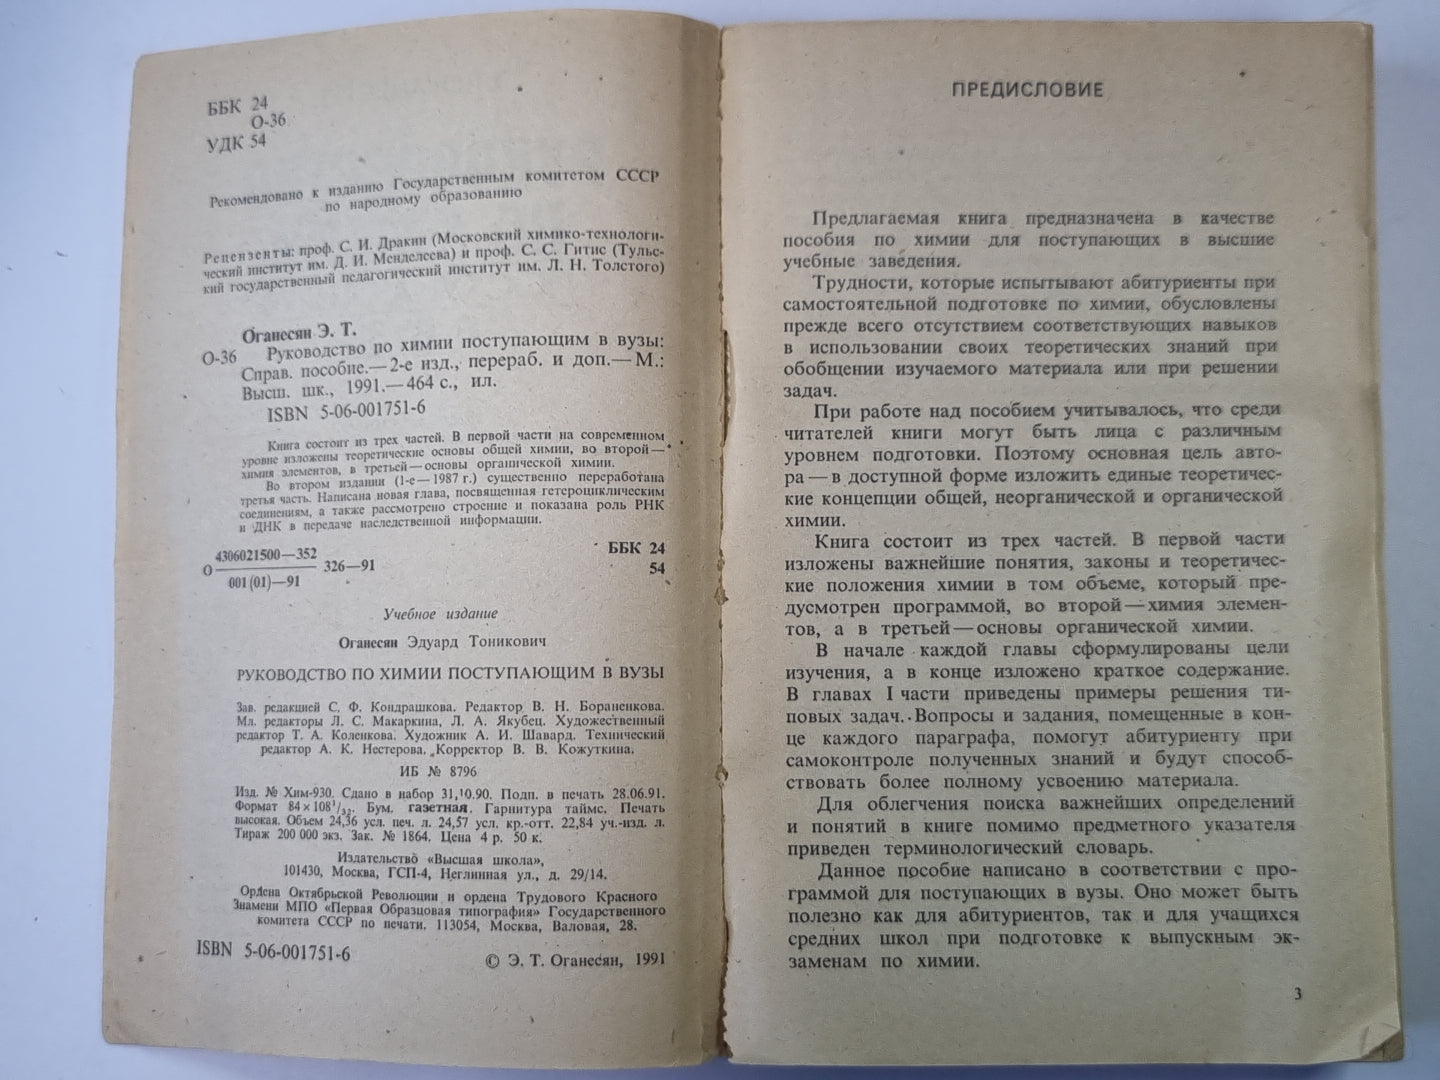 ББК 24
О-36
УДК 54
Рекомендовано к изданию Государственным комитетом СССР
по народному образованию
Рецензенты: проф. С. И. Дракин (Московский химико-технологи-
ческий институт им. Д. И. Менделеева) и проф. С. С. Гитис (Тульс-
кий государственный педагогический институт им. Л. Н. Толстого)
Оганесян Э. Т.
О-36 Руководство по химии поступающим в вузы:
Справ. пособие.— 2-е изд., перераб. и доп.— М.:
Высш. шк., 1991.— 464 с., ил.
ISBN 5-06-001751-6
Книга состоит из трех частей. В первой части на современном
уровне изложены теоретические основы общей химии, во второй —
химия элементов, в третьей — основы органической химии.
Во втором издании (1-е — 1987 г.) существенно переработана
третья часть. Написана новая глава, посвященная гетероциклическим
соединениям, а также рассмотрено строение и показана роль РНК
и ДНК в передаче наследственной информации.
О 4306021500—352
001(01)—91 326—91
ББК 24
54
Учебное издание
Оганесян Эдуард Тоникович
РУКОВОДСТВО ПО ХИМИИ ПОСТУПАЮЩИМ В ВУЗЫ
Зав. редакцией С. Ф. Кондрашкова. Редактор В. Н. Бораненкова.
Мл. редакторы Л. С. Макаркина, Л. А. Якубец. Художественный
редактор Т. А. Коленкова. Художник А. И. Шавард. Технический
редактор А. К. Нестерова. Корректор В. В. Кожуткина.
ИБ № 8796
Изд. № Хим-930. Сдано в набор 31.10.90. Подп. в печать 28.06.91.
Формат 84×108¹/₃₂. Бум. газетная. Гарнитура таймс. Печать
высокая. Объем 24,36 усл. печ. л. 24,57 усл. кр.-отт. 22,84 уч.-изд. л.
Тираж 200 000 экз. Зак. № 1864. Цена 4 р. 50 к.
Издательство «Высшая школа»,
101430, Москва, ГСП-4, Неглинная ул., д. 29/14.
Ордена Октябрьской Революции и ордена Трудового Красного
Знамени МПО «Первая Образцовая типография» Государственного
комитета СССР по печати. 113054, Москва, Валовая, 28.
ISBN 5-06-001751-6
© Э. Т. Оганесян, 1991
ПРЕДИСЛОВИЕ
Предлагаемая книга предназначена в качестве
пособия по химии для поступающих в высшие
учебные заведения.
Трудности, которые испытывают абитуриенты при
самостоятельной подготовке по химии, обусловлены
прежде всего отсутствием соответствующих навыков
в использовании своих теоретических знаний при
обобщении изучаемого материала или при решении
задач.
При работе над пособием учитывалось, что среди
читателей книги могут быть лица с различным
уровнем подготовки. Поэтому основная цель авто-
ра — в доступной форме изложить единые теоретичес-
кие концепции общей, неорганической и органической
химии.
Книга состоит из трех частей. В первой части
изложены важнейшие понятия, законы и теоретичес-
кие положения химии в том объеме, который пре-
дусмотрен программой, во второй — химия элемен-
тов, а в третьей — основы органической химии.
В начале каждой главы сформулированы цели
изучения, а в конце изложено краткое содержание.
В главах I части приведены примеры решения ти-
повых задач. Вопросы и задания, помещенные в кон-
це каждого параграфа, помогут абитуриенту при
самоконтроле полученных знаний и будут способ-
ствовать более полному усвоению материала.
Для облегчения поиска важнейших определений
и понятий в книге помимо предметного указателя
приведен терминологический словарь.
Данное пособие написано в соответствии с про-
граммой для поступающих в вузы. Оно может быть
полезно как для абитуриентов, так и для учащихся
средних школ при подготовке к выпускным эк-
заменам по химии.
3